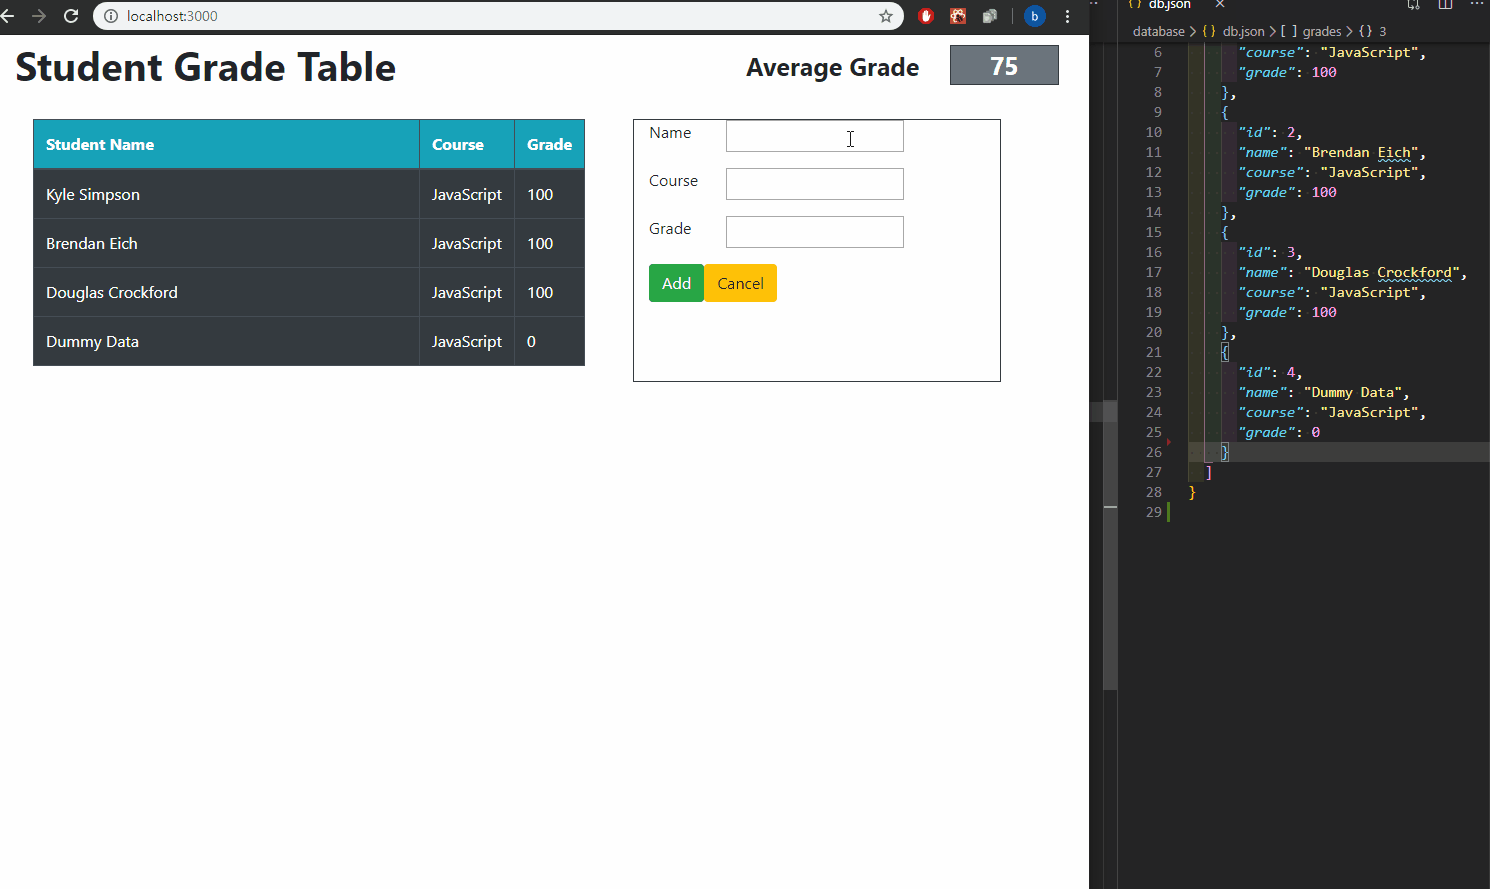 localhost:3000
b
Student Grade Table
Average Grade 75
Student Name Course Grade
Kyle Simpson JavaScript 100
Brendan Eich JavaScript 100
Douglas Crockford JavaScript 100
Dummy Data JavaScript 0
Name
Course
Grade
Add Cancel
{} db.json ×
database > {} db.json > [ ] grades > {} 3
6 "course": "JavaScript",
7 "grade": 100
8 },
9 {
10 "id": 2,
11 "name": "Brendan Eich",
12 "course": "JavaScript",
13 "grade": 100
14 },
15 {
16 "id": 3,
17 "name": "Douglas Crockford",
18 "course": "JavaScript",
19 "grade": 100
20 },
21 {
22 "id": 4,
23 "name": "Dummy Data",
24 "course": "JavaScript",
25 "grade": 0
26 }
27 ]
28 }
29